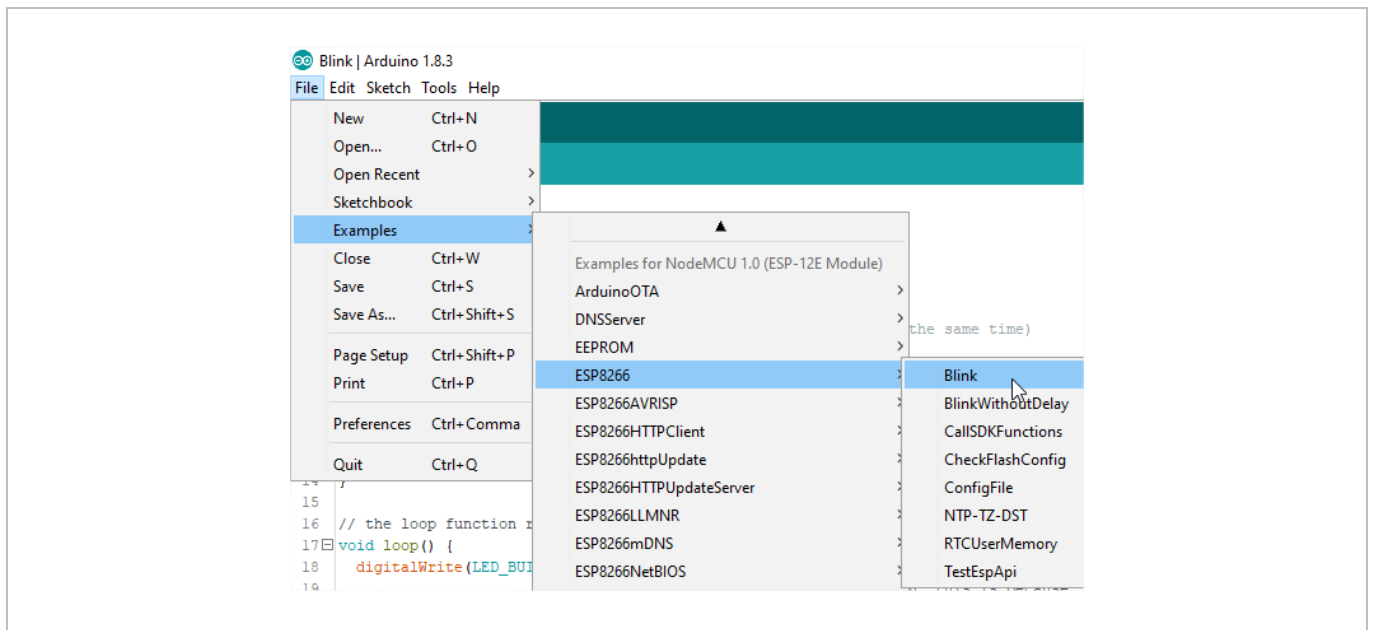 Blink | Arduino 1.8.3
File Edit Sketch Tools Help
New Ctrl+N
Open... Ctrl+O
Open Recent
Sketchbook
Examples
Close Ctrl+W
Save Ctrl+S
Save As... Ctrl+Shift+S
Page Setup Ctrl+Shift+P
Print Ctrl+P
Preferences Ctrl+Comma
Quit Ctrl+Q
Examples for NodeMCU 1.0 (ESP-12E Module)
ArduinoOTA
DNSServer
EEPROM
ESP8266
ESP8266AVRISP
ESP8266HTTPClient
ESP8266httpUpdate
ESP8266HTTPUpdateServer
ESP8266LLMNR
ESP8266mDNS
ESP8266NetBIOS
Blink
BlinkWithoutDelay
CallSDKFunctions
CheckFlashConfig
ConfigFile
NTP-TZ-DST
RTCUserMemory
TestEspApi
the same time)
15
16 // the loop function r
17 void loop() {
18 digitalWrite(LED_BUI